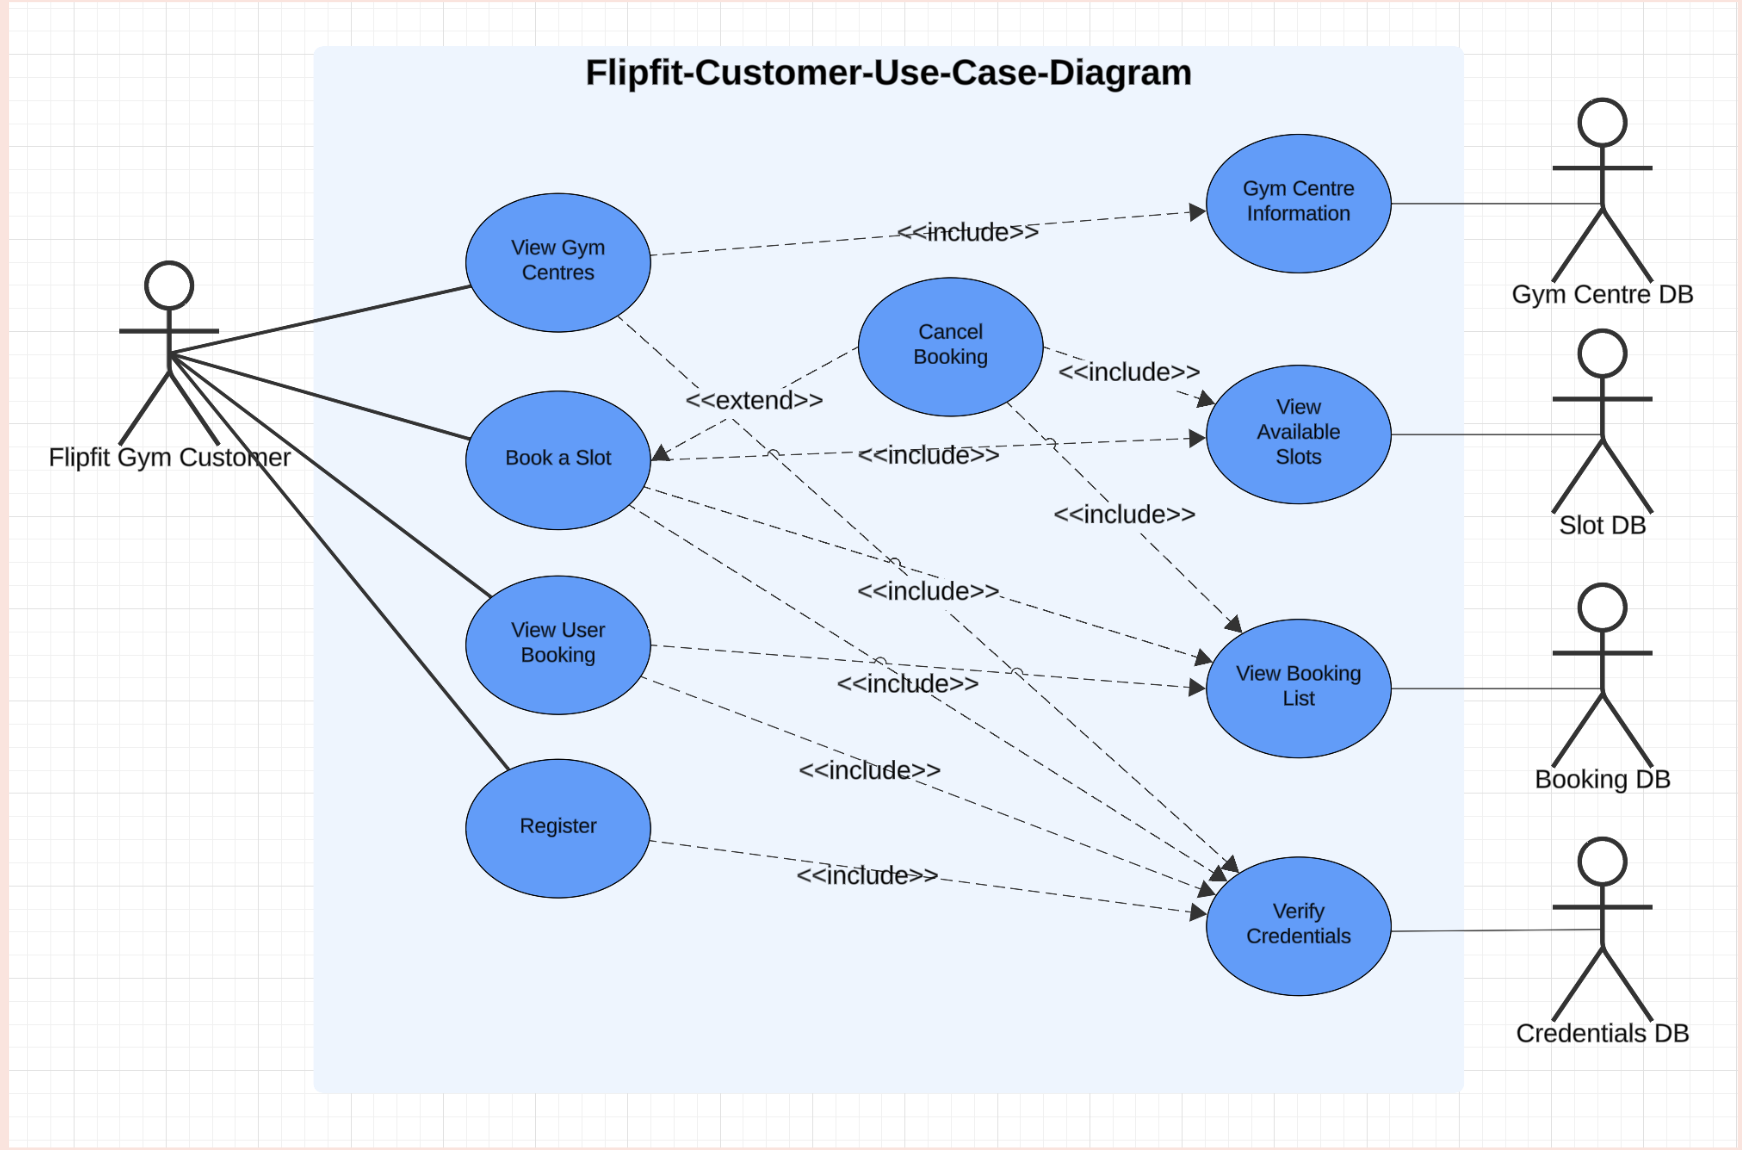 Flipfit-Customer-Use-Case-Diagram
Gym Centre
Information
<<include>>
View Gym
Centres
Gym Centre DB
Cancel
Booking
<<include>>
<<extend>>
View
Available
Slots
Flipfit Gym Customer
Book a Slot
<<include>>
<<include>>
Slot DB
<<include>>
View User
Booking
<<include>>
View Booking
List
<<include>>
Booking DB
Register
<<include>>
Verify
Credentials
Credentials DB